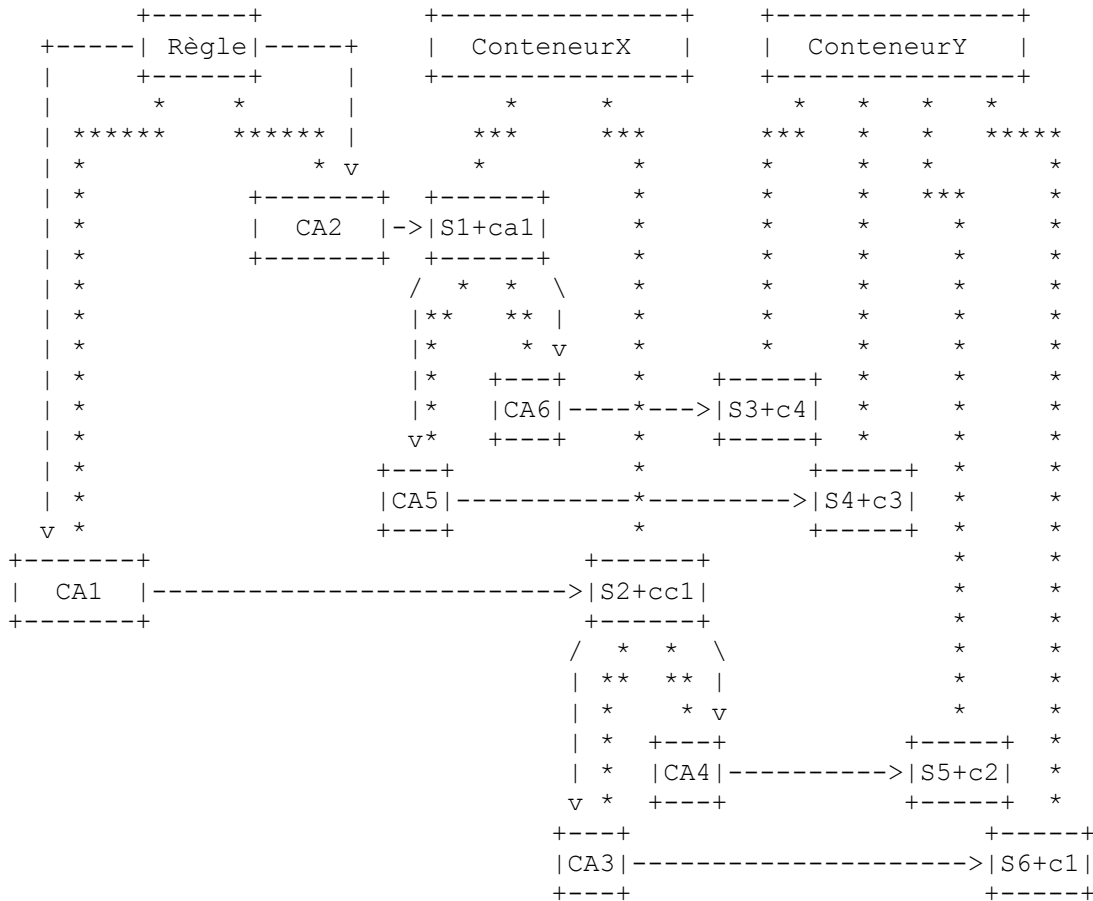 Règle ConteneurX ConteneurY
CA2 S1+ca1
CA6 S3+c4
CA5 S4+c3
CA1 S2+cc1
CA4 S5+c2
CA3 S6+c1